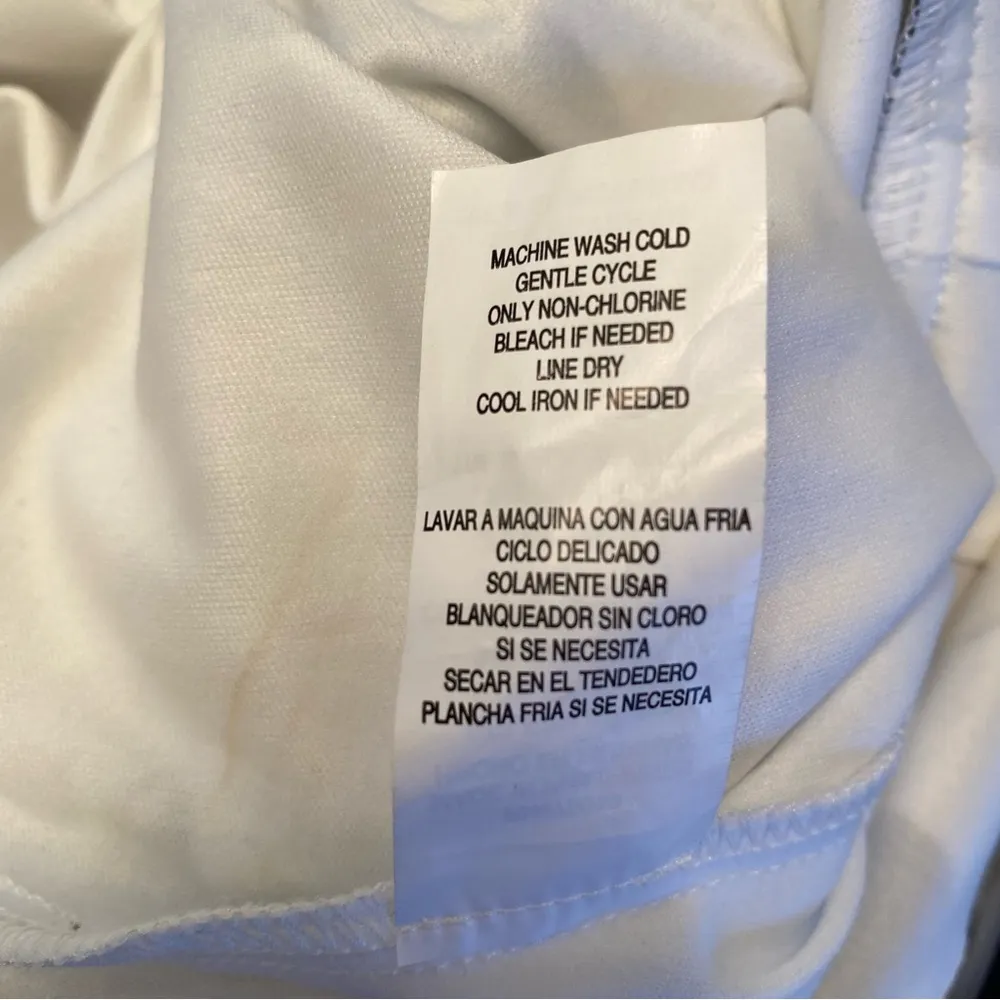 MACHINE WASH COLD
GENTLE CYCLE
ONLY NON-CHLORINE
BLEACH IF NEEDED
LINE DRY
COOL IRON IF NEEDED
LAVAR A MAQUINA CON AGUA FRIA
CICLO DELICADO
SOLAMENTE USAR
BLANQUEADOR SIN CLORO
SI SE NECESITA
SECAR EN EL TENDEDERO
PLANCHA FRIA SI SE NECESITA